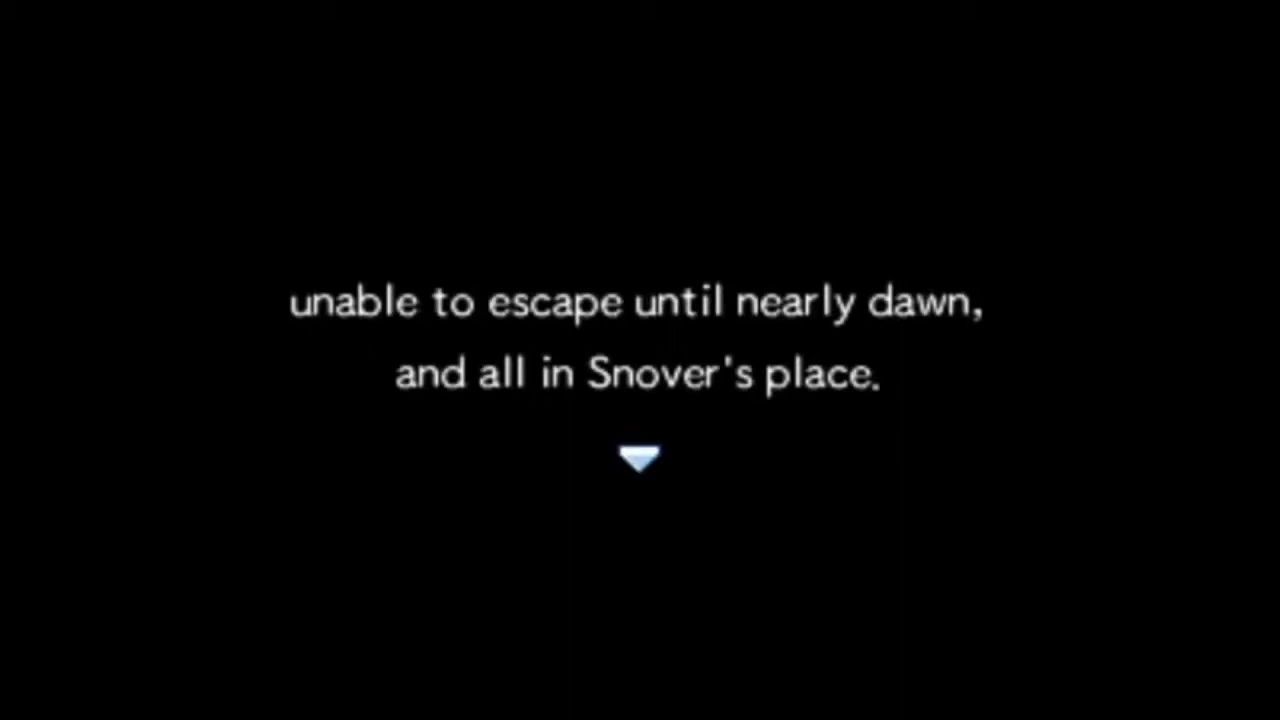 unable to escape until nearly dawn,
and all in Snover's place.